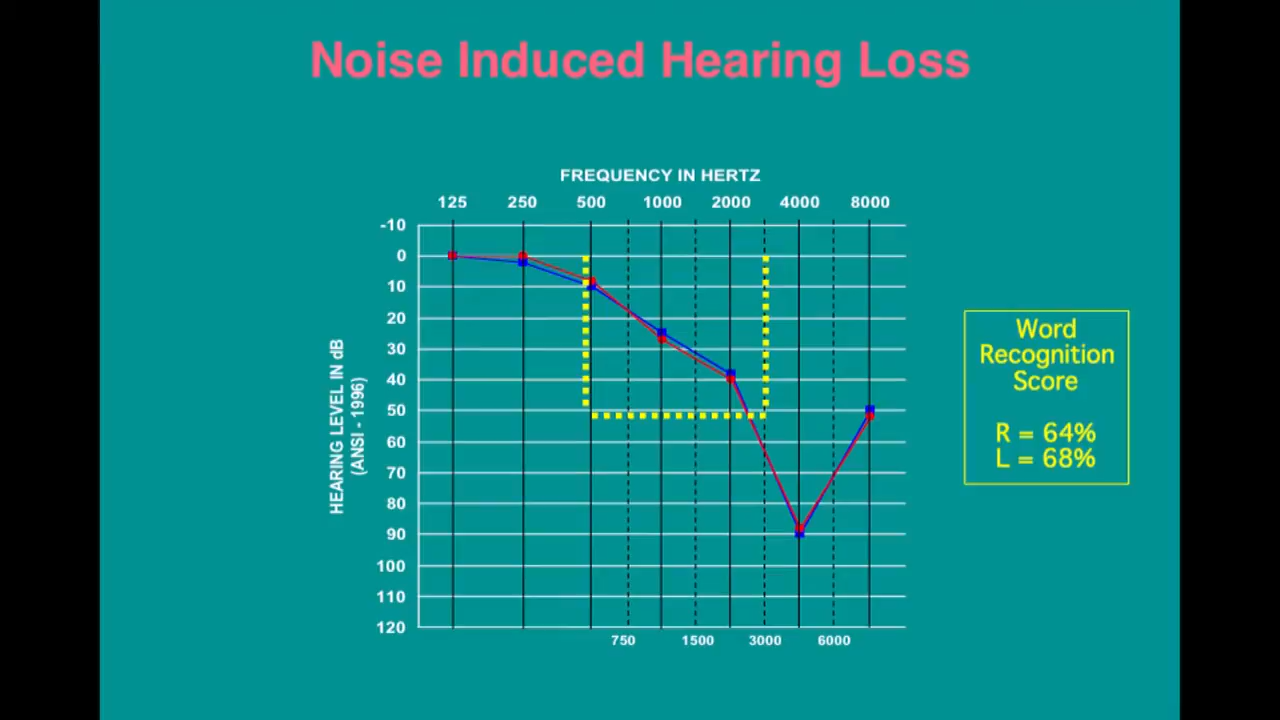 Noise Induced Hearing Loss
FREQUENCY IN HERTZ
125 250 500 1000 2000 4000 8000
-10
0
10
20
30
40
50
60
70
80
90
100
110
120
HEARING LEVEL IN dB
(ANSI - 1996)
750 1500 3000 6000
Word
Recognition
Score
R = 64%
L = 68%